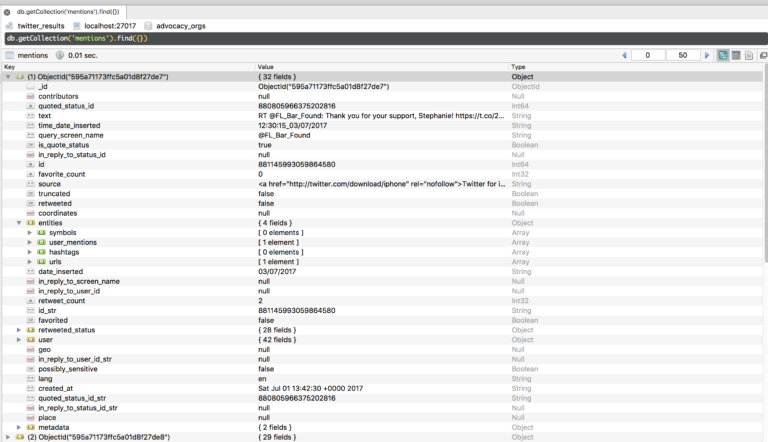 db.getCollection('mentions').find({})
twitter_results localhost:27017 advocacy_orgs
db.getCollection('mentions').find({})
mentions 0.01 sec. 0 50
Key Value Type
(1) ObjectId("595a71173ffc5a01d8f27de7") { 32 fields } Object
_id ObjectId("595a71173ffc5a01d8f27de7") ObjectId
contributors null Null
quoted_status_id 880805966375202816 Int64
text RT @FL_Bar_Found: Thank you for your support, Stephanie! https://t.co/2... String
time_date_inserted 12:30:15_03/07/2017 String
query_screen_name @FL_Bar_Found String
is_quote_status true Boolean
in_reply_to_status_id null Null
id 881145993059864580 Int64
favorite_count 0 Int32
source <a href="http://twitter.com/download/iphone" rel="nofollow">Twitter for i... String
truncated false Boolean
retweeted false Boolean
coordinates null Null
entities { 4 fields } Object
symbols [ 0 elements ] Array
user_mentions [ 1 element ] Array
hashtags [ 0 elements ] Array
urls [ 1 element ] Array
date_inserted 03/07/2017 String
in_reply_to_screen_name null Null
in_reply_to_user_id null Null
retweet_count 2 Int32
id_str 881145993059864580 String
favorited false Boolean
retweeted_status { 28 fields } Object
user { 42 fields } Object
geo null Null
in_reply_to_user_id_str null Null
possibly_sensitive false Boolean
lang en String
created_at Sat Jul 01 13:42:30 +0000 2017 String
quoted_status_id_str 880805966375202816 String
in_reply_to_status_id_str null Null
place null Null
metadata { 2 fields } Object
(2) ObjectId("595a71173ffc5a01d8f27de8") { 29 fields } Object